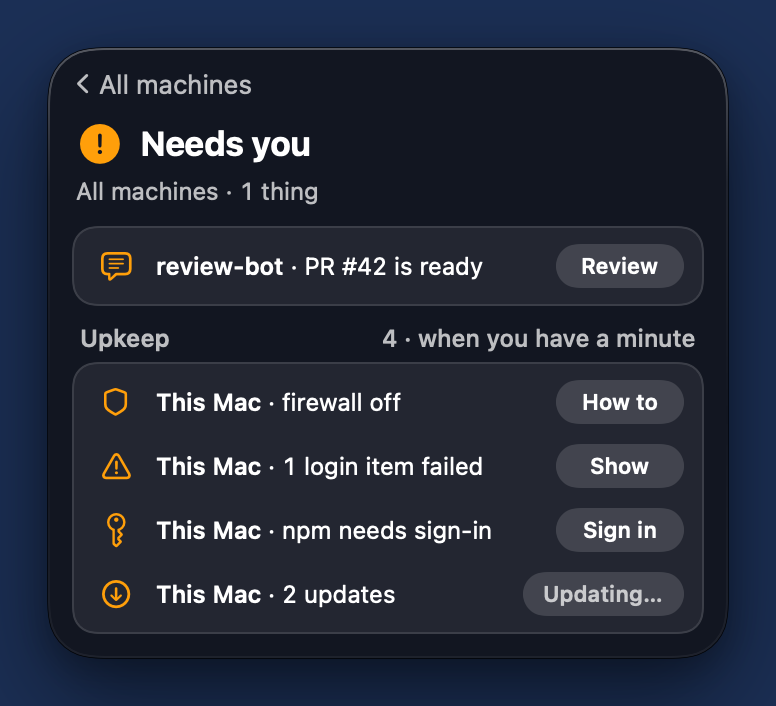 All machines
Needs you
All machines · 1 thing
review-bot · PR #42 is ready Review
Upkeep 4 · when you have a minute
This Mac · firewall off How to
This Mac · 1 login item failed Show
This Mac · npm needs sign-in Sign in
This Mac · 2 updates Updating...